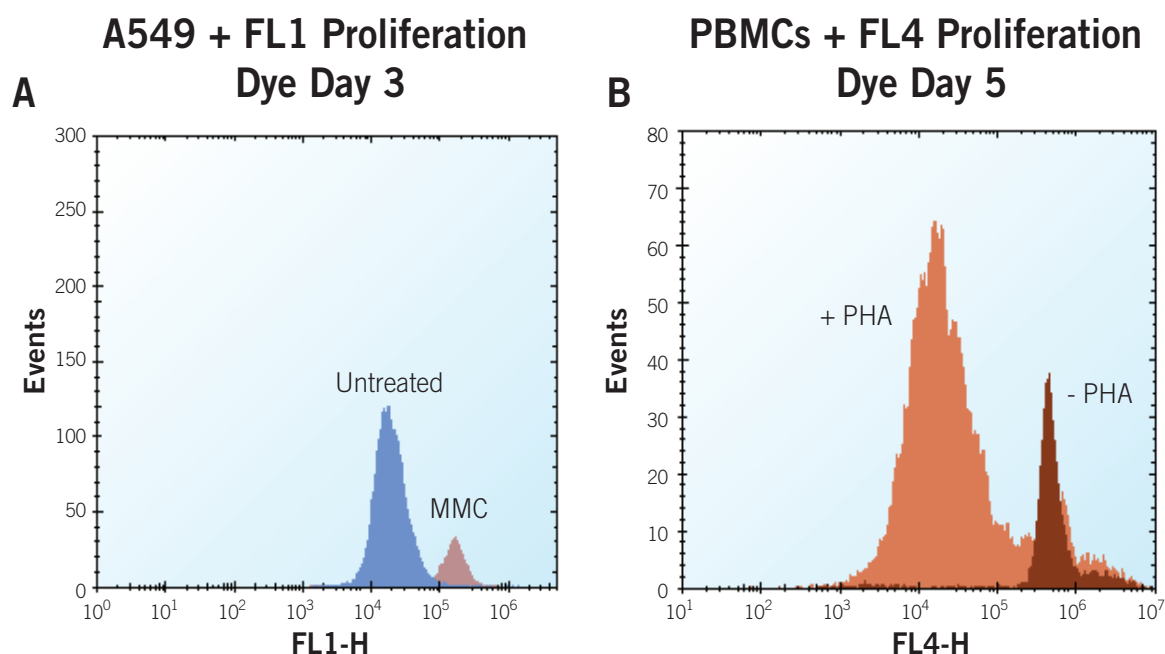 A549 + FL1 Proliferation
Dye Day 3
A
300
250
200
150
100
50
0
Events
Untreated
MMC
10⁰ 10¹ 10² 10³ 10⁴ 10⁵ 10⁶
FL1-H
PBMCs + FL4 Proliferation
Dye Day 5
B
80
70
60
50
40
30
20
10
0
Events
+ PHA
- PHA
10¹ 10² 10³ 10⁴ 10⁵ 10⁶ 10⁷
FL4-H